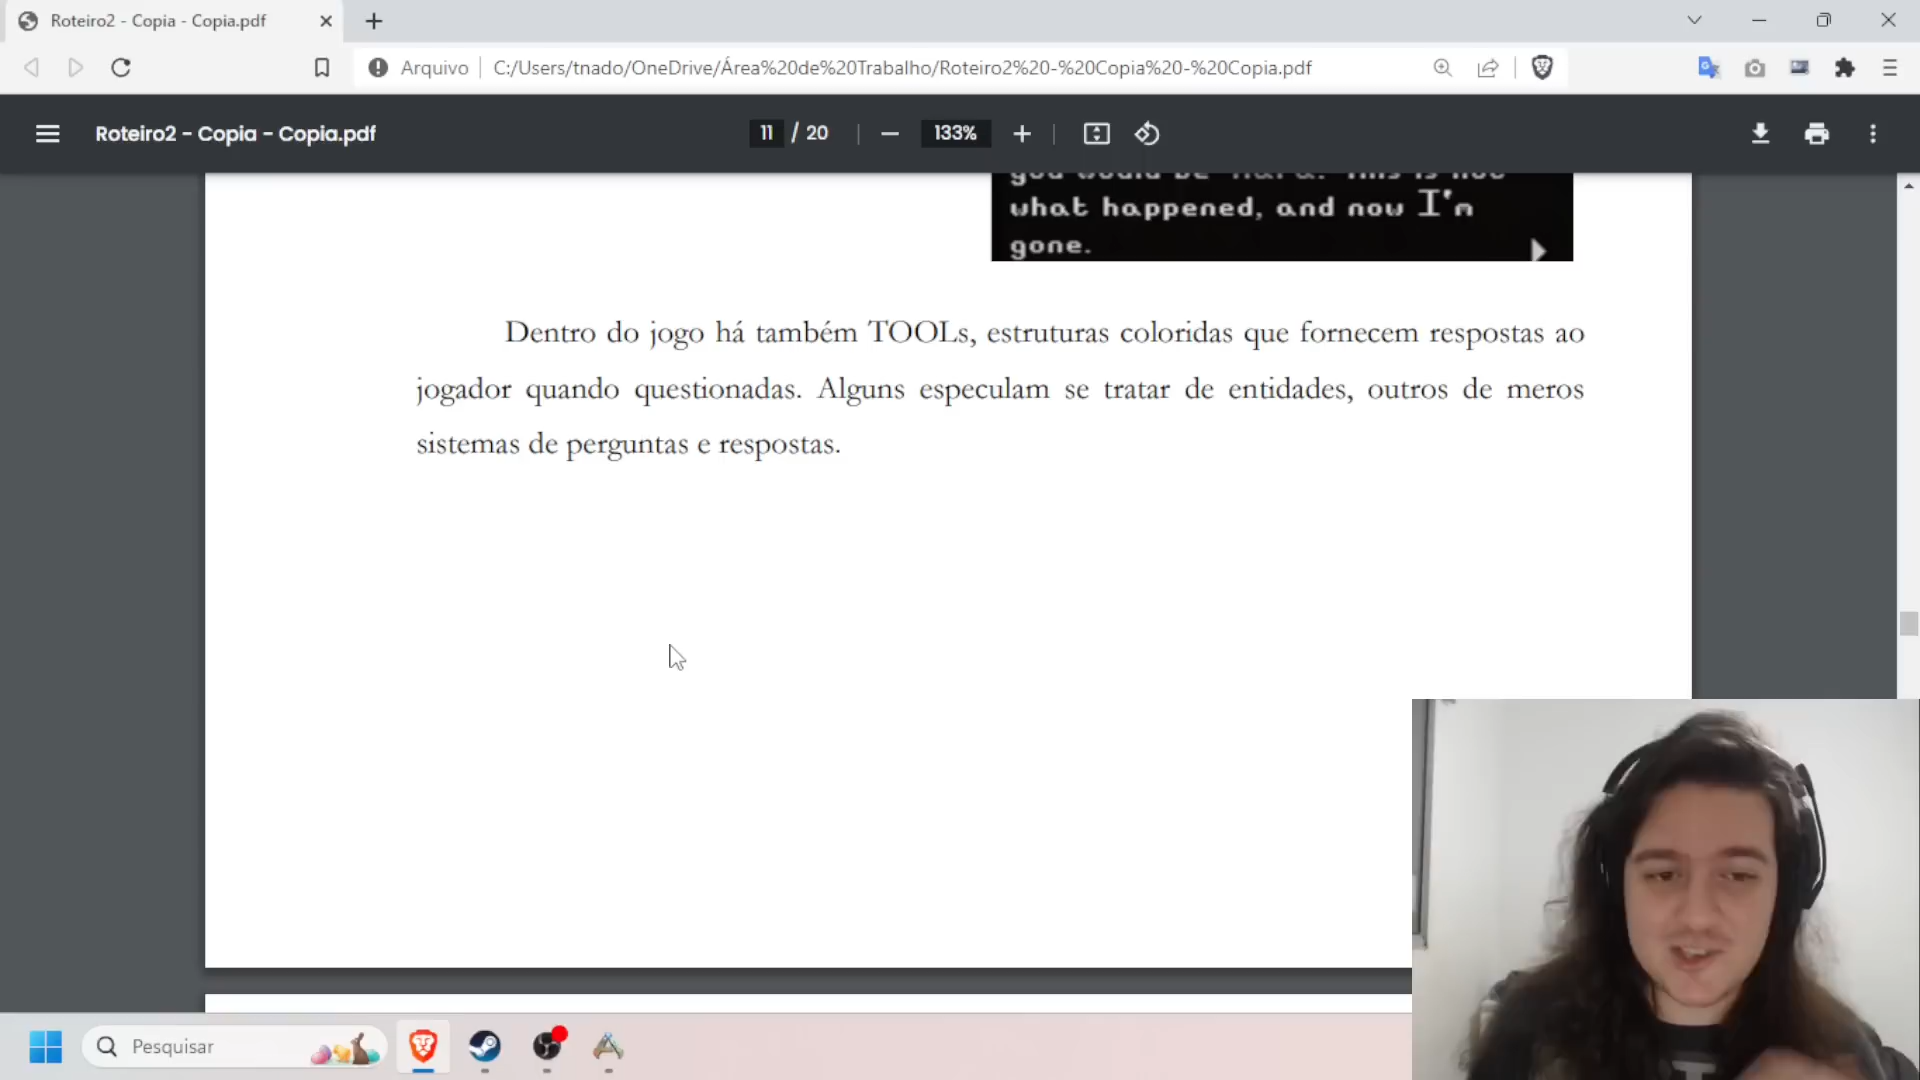 Roteiro2 - Copia - Copia.pdf
Arquivo
C:/Users/tnado/OneDrive/Área%20de%20Trabalho/Roteiro2%20-%20Copia%20-%20Copia.pdf
Roteiro2 - Copia - Copia.pdf
11 / 20
133%
you would be
what happened, and now I'm
gone.
Dentro do jogo há também TOOLs, estruturas coloridas que fornecem respostas ao
jogador quando questionadas. Alguns especulam se tratar de entidades, outros de meros
sistemas de perguntas e respostas.
Pesquisar